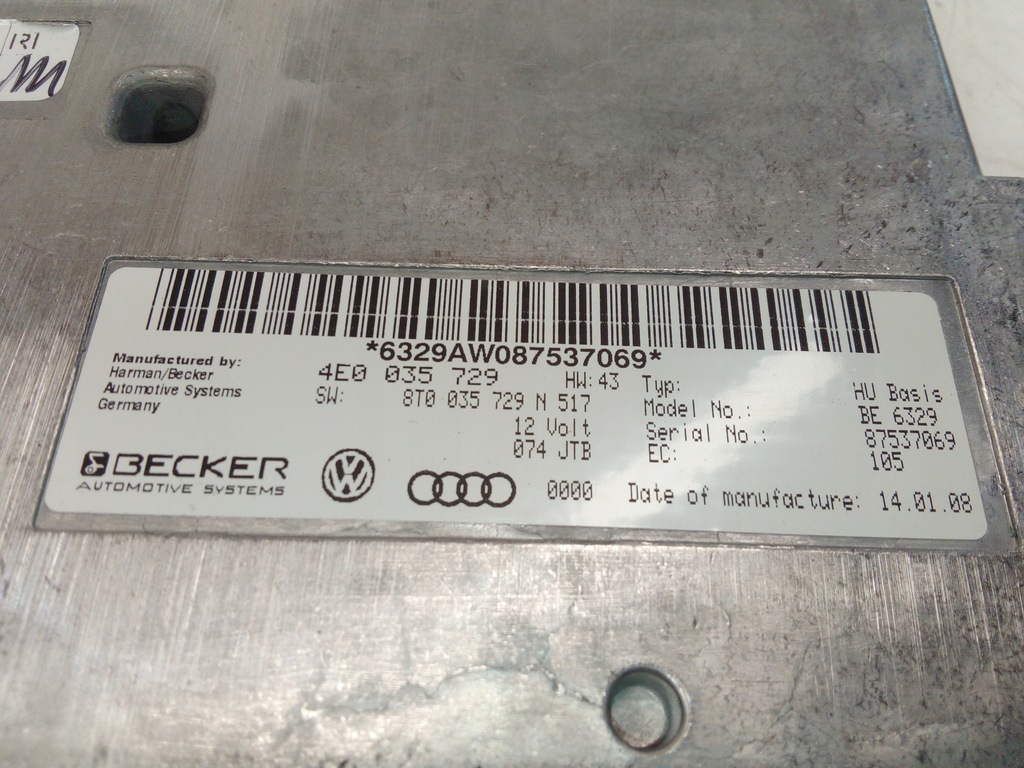 121
*6329AW087537069*
Manufactured by:
Harman/Becker
Automotive Systems
Germany
4E0 035 729 HW:43
SW: 8T0 035 729 N 517
12 Volt
074 JTB
Typ: HU Basis
Model No.: BE 6329
Serial No.: 87537069
EC: 105
BECKER
AUTOMOTIVE SYSTEMS
VW
0000 Date of manufacture: 14.01.08